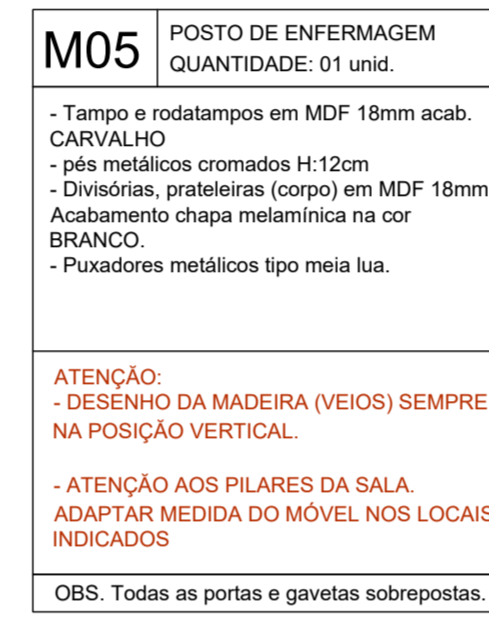 M05
POSTO DE ENFERMAGEM
QUANTIDADE: 01 unid.
- Tampo e rodatampos em MDF 18mm acab.
CARVALHO
- pés metálicos cromados H:12cm
- Divisórias, prateleiras (corpo) em MDF 18mm
Acabamento chapa melamínica na cor
BRANCO.
- Puxadores metálicos tipo meia lua.
ATENÇÃO:
- DESENHO DA MADEIRA (VEIOS) SEMPRE
NA POSIÇÃO VERTICAL.
- ATENÇÃO AOS PILARES DA SALA.
ADAPTAR MEDIDA DO MÓVEL NOS LOCAIS
INDICADOS
OBS. Todas as portas e gavetas sobrepostas.